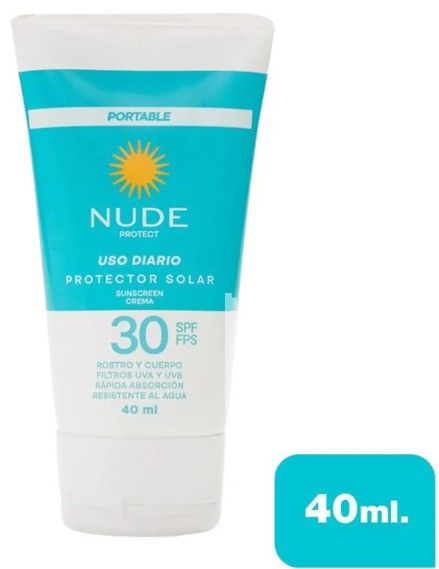 PORTABLE
NUDE
PROTECT
USO DIARIO
PROTECTOR SOLAR
SUNSCREEN
CREMA
30 SPF
FPS
ROSTRO Y CUERPO
FILTROS UVA Y UVB
RÁPIDA ABSORCIÓN
RESISTENTE AL AGUA
40 ml
40ml.